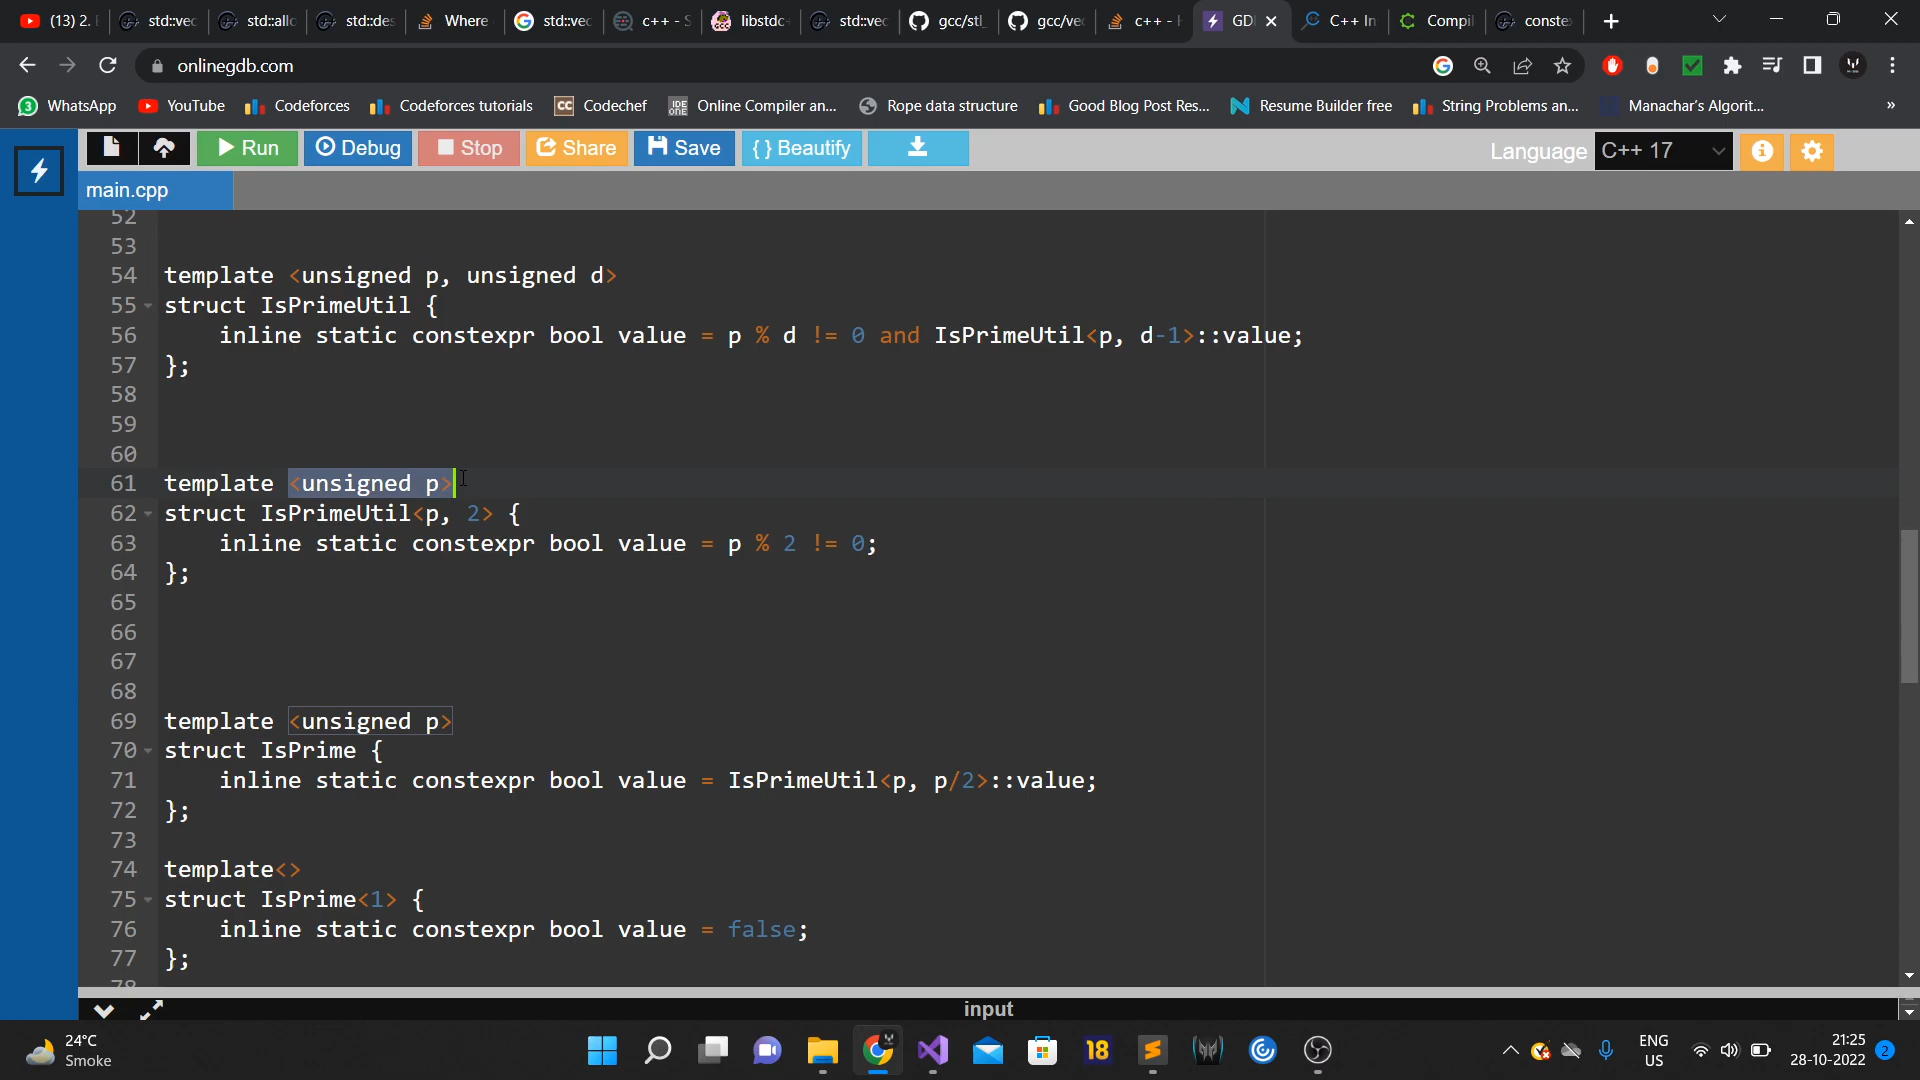 (13) 2.
std::vec
std::allo
std::des
Where
std::vec
c++ - S
libstdc
std::vec
gcc/stl_
gcc/vec
c++ - H
GD
C++ In
Compil
constex
onlinegdb.com
WhatsApp
YouTube
Codeforces
Codeforces tutorials
Codechef
Online Compiler an...
Rope data structure
Good Blog Post Res...
Resume Builder free
String Problems an...
Manachar's Algorit...
»
Run
Debug
Stop
Share
Save
{ } Beautify
Language
C++ 17
main.cpp
52
53
54 template <unsigned p, unsigned d>
55 struct IsPrimeUtil {
56 inline static constexpr bool value = p % d != 0 and IsPrimeUtil<p, d-1>::value;
57 };
58
59
60
61 template <unsigned p>
62 struct IsPrimeUtil<p, 2> {
63 inline static constexpr bool value = p % 2 != 0;
64 };
65
66
67
68
69 template <unsigned p>
70 struct IsPrime {
71 inline static constexpr bool value = IsPrimeUtil<p, p/2>::value;
72 };
73
74 template<>
75 struct IsPrime<1> {
76 inline static constexpr bool value = false;
77 };
78
input
24°C
Smoke
18
ENG
US
21:25
28-10-2022
2